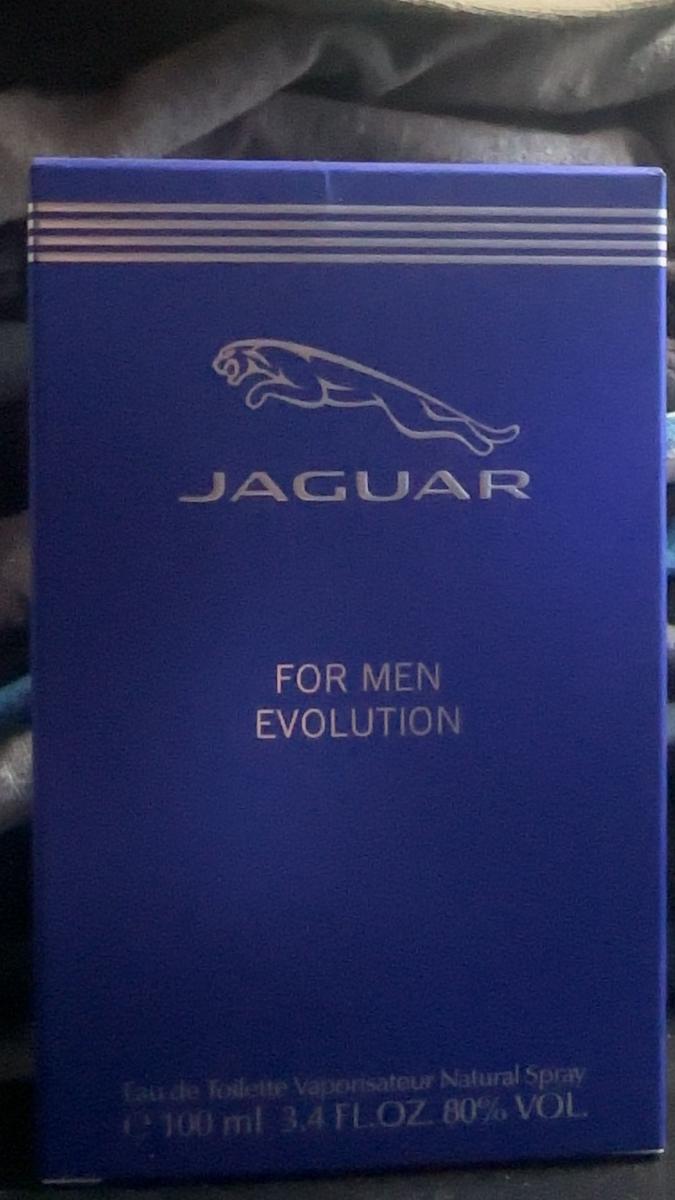 JAGUAR
FOR MEN
EVOLUTION
Eau de Toilette Vaporisateur Natural Spray
℮ 100 ml 3.4 FL.OZ. 80% VOL.